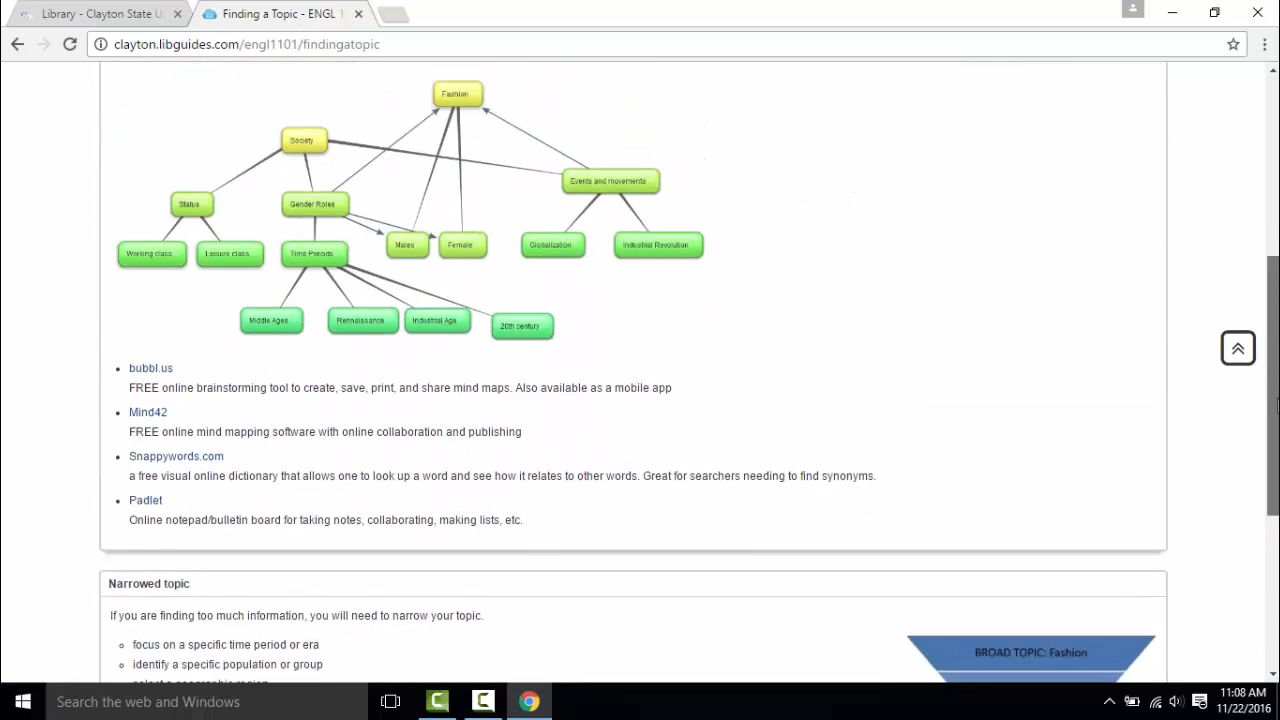 Library - Clayton State U
Finding a Topic - ENGL 1
clayton.libguides.com/engl1101/findingatopic
Fashion
Society
Events and movements
Status
Gender Roles
Males
Female
Globalization
Industrial Revolution
Working class
Leisure class
Time Periods
Middle Ages
Rennaissance
Industrial Age
20th century
bubbl.us
FREE online brainstorming tool to create, save, print, and share mind maps. Also available as a mobile app
Mind42
FREE online mind mapping software with online collaboration and publishing
Snappywords.com
a free visual online dictionary that allows one to look up a word and see how it relates to other words. Great for searchers needing to find synonyms.
Padlet
Online notepad/bulletin board for taking notes, collaborating, making lists, etc.
Narrowed topic
If you are finding too much information, you will need to narrow your topic.
focus on a specific time period or era
identify a specific population or group
select a geographic region
BROAD TOPIC: Fashion
Search the web and Windows
11:08 AM
11/22/2016